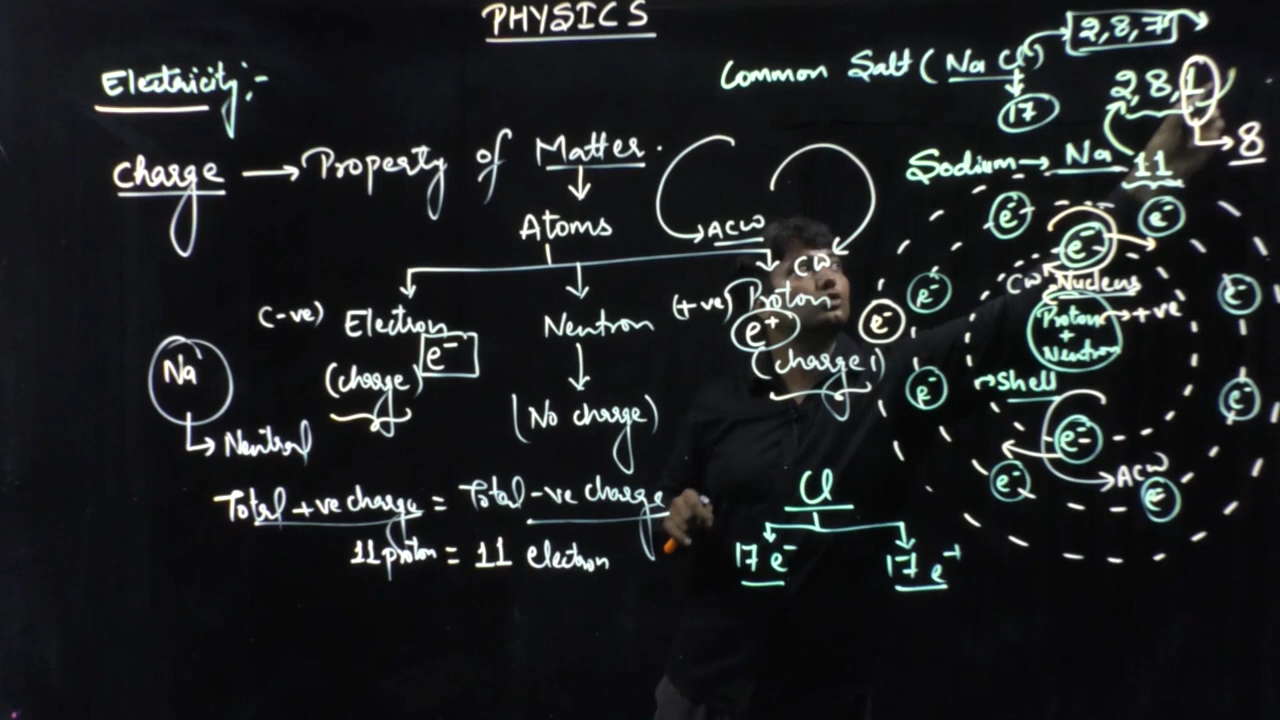 PHYSICS
Electricity:-
Common Salt (Na Cl)
2,8,7
17
2,8,1
8
Charge → Property of Matter.
Sodium → Na 11
Atoms
ACW
CW
(-ve) Electron
e-
(charge)
Neutron
(No charge)
(+ve) Proton
e+
(charge)
Na
Neutral
Total +ve charge = Total -ve charge
11 proton = 11 electron
Cl
17 e-
17 e+
e-
e-
e-
CW
Nucleus
e-
e-
e-
Proton → +ve
+
Neutron
e-
Shell
e-
e-
e-
ACW
e-